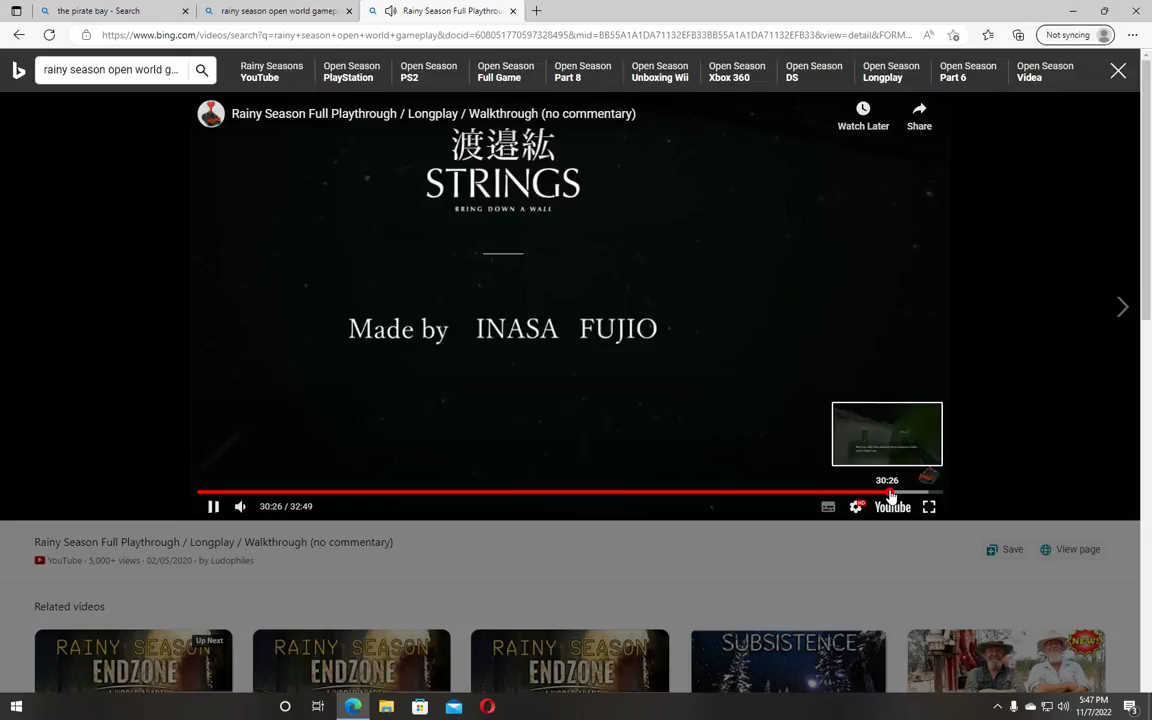 the pirate bay - Search
rainy season open world gamep
Rainy Season Full Playthrou
https://www.bing.com/videos/search?q=rainy+season+open+world+gameplay&docid=608051770597328495&mid=BB55A1A1DA71132EFB33BB55A1A1DA71132EFB33&view=detail&FORM...
Not syncing
rainy season open world g...
Rainy Seasons YouTube
Open Season PlayStation
Open Season PS2
Open Season Full Game
Open Season Part 8
Open Season Unboxing Wii
Open Season Xbox 360
Open Season DS
Open Season Longplay
Open Season Part 6
Open Season Video
Rainy Season Full Playthrough / Longplay / Walkthrough (no commentary)
Watch Later
Share
渡邉紘
STRINGS
BRING DOWN A WALL
Made by INASA FUJIO
30:26
30:26 / 32:49
HD
YouTube
Rainy Season Full Playthrough / Longplay / Walkthrough (no commentary)
YouTube · 5,000+ views · 02/05/2020 · by Ludophiles
Save
View page
Related videos
RAINY SEASON
Up Next
ENDZONE
RAINY SEASON
ENDZONE
RAINY SEASON
ENDZONE
SUBSISTENCE
NEW!
5:47 PM
11/7/2022
3